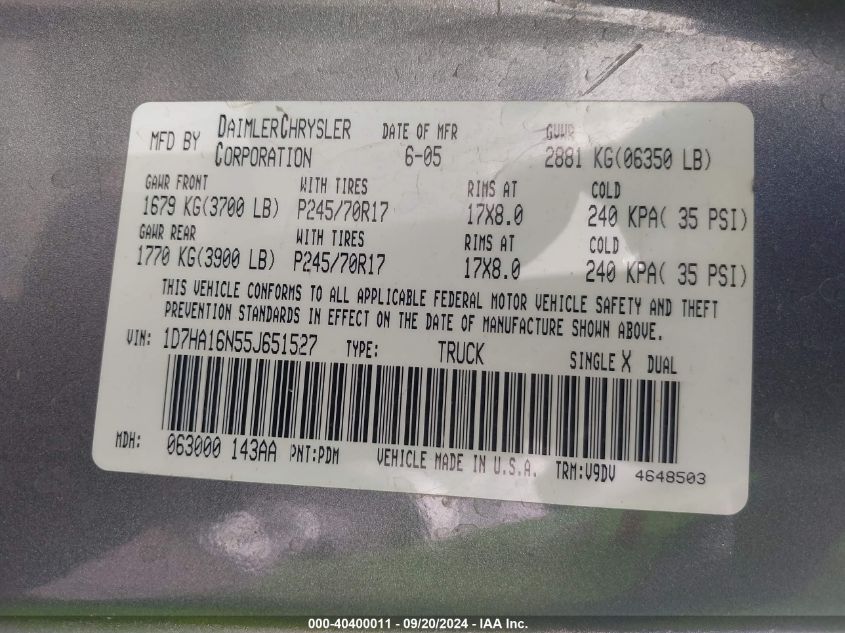 MFD BY DAIMLERCHRYSLER CORPORATION DATE OF MFR 6-05 GVWR 2881 KG(06350 LB)
GAWR FRONT WITH TIRES RIMS AT COLD
1679 KG(3700 LB) P245/70R17 17X8.0 240 KPA( 35 PSI)
GAWR REAR WITH TIRES RIMS AT COLD
1770 KG(3900 LB) P245/70R17 17X8.0 240 KPA( 35 PSI)
THIS VEHICLE CONFORMS TO ALL APPLICABLE FEDERAL MOTOR VEHICLE SAFETY AND THEFT
PREVENTION STANDARDS IN EFFECT ON THE DATE OF MANUFACTURE SHOWN ABOVE.
VIN: 1D7HA16N55J651527 TYPE: TRUCK SINGLE X DUAL
MDH: 063000 143AA PNT:PDM VEHICLE MADE IN U.S.A. TRM:V9DV 4648503
000-40400011 - 09/20/2024 - IAA Inc.